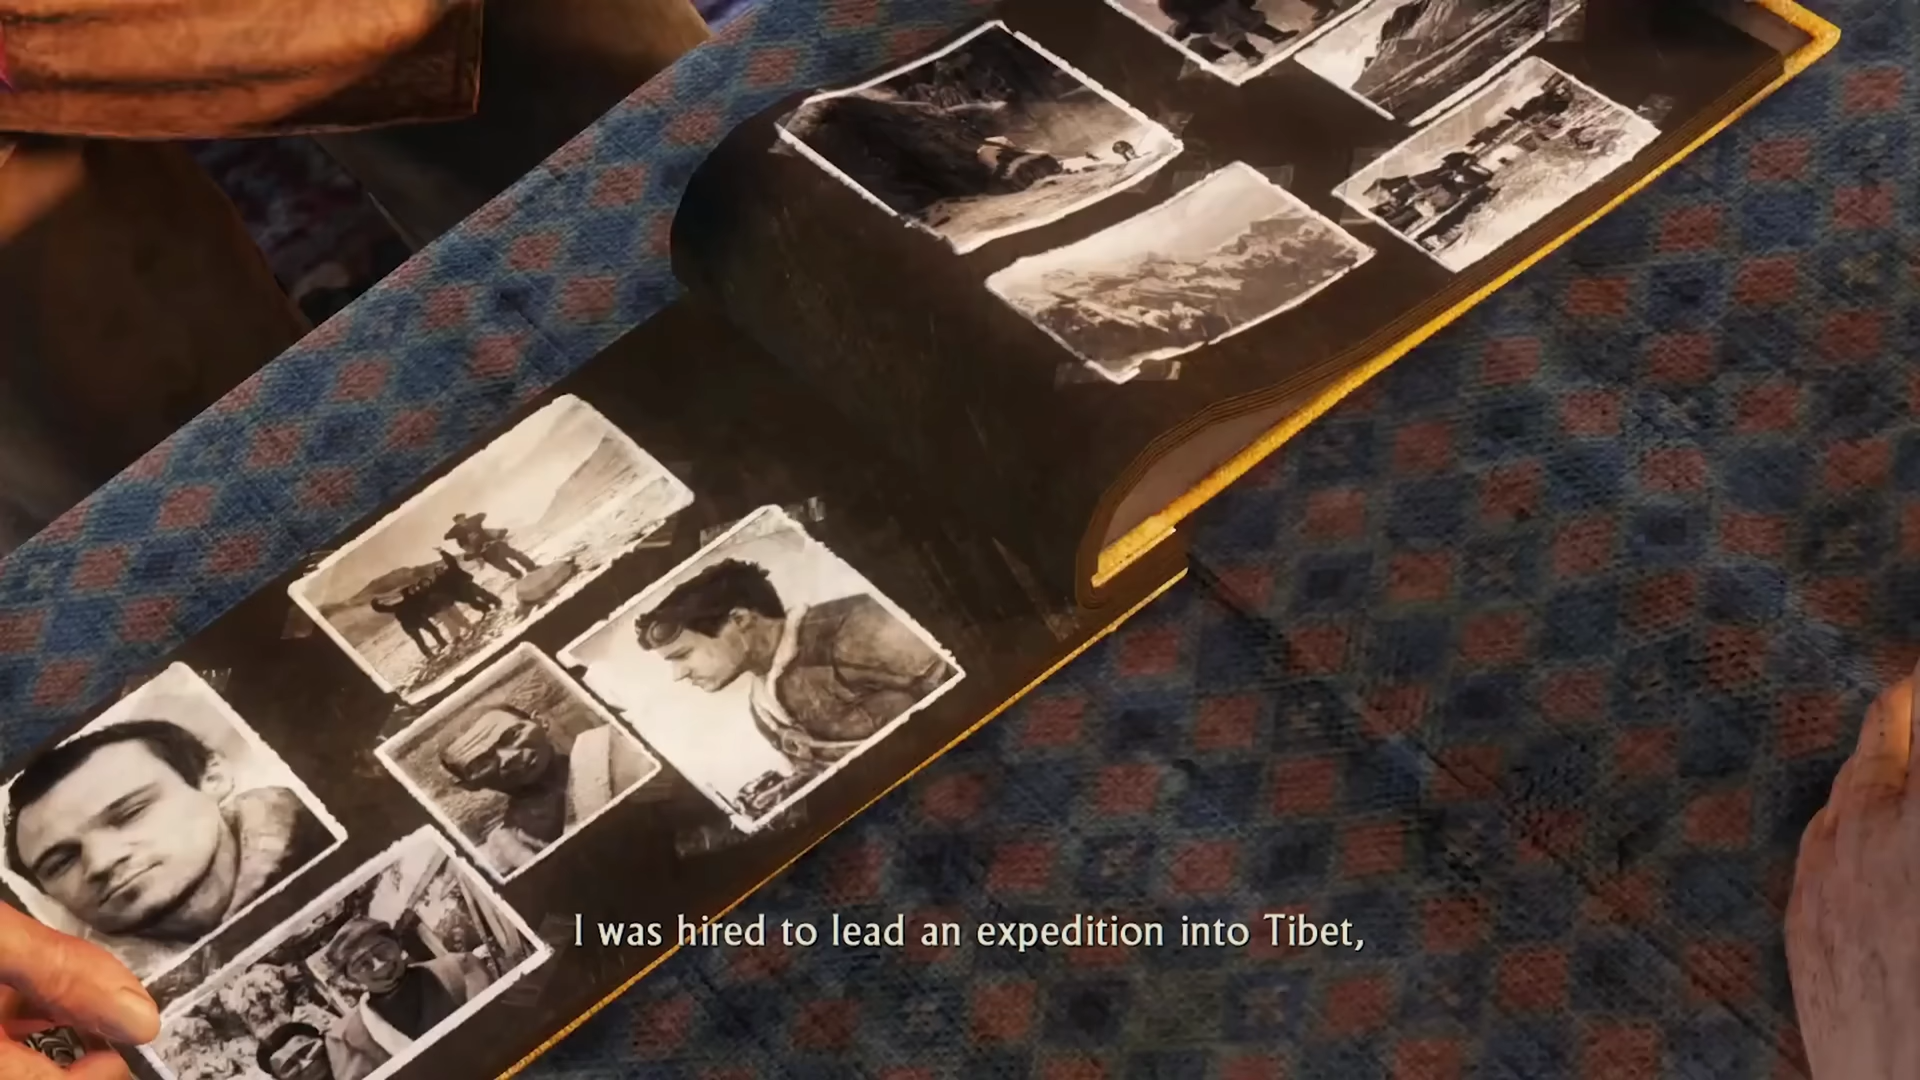 I was hired to lead an expedition into Tibet,